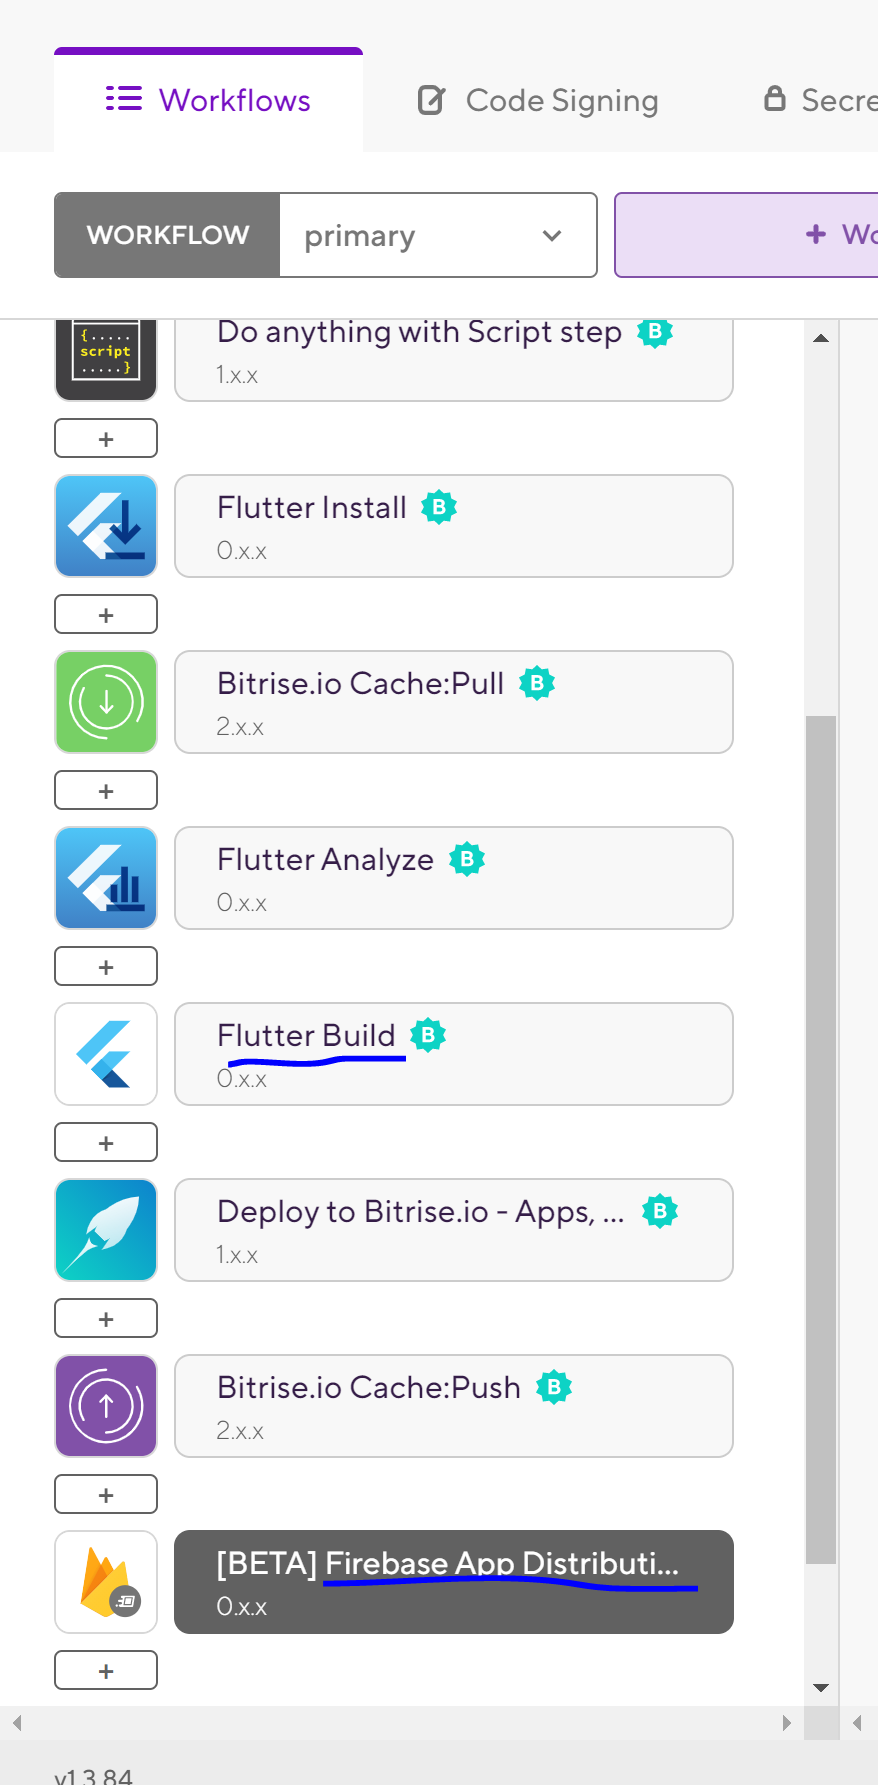 Workflows
Code Signing
Secre
WORKFLOW
primary
+ Wo
{.....
script
.....}
Do anything with Script step B
1.x.x
+
Flutter Install B
0.x.x
+
Bitrise.io Cache:Pull B
2.x.x
+
Flutter Analyze B
0.x.x
+
Flutter Build B
0.x.x
+
Deploy to Bitrise.io - Apps, ... B
1.x.x
+
Bitrise.io Cache:Push B
2.x.x
+
[BETA] Firebase App Distributi...
0.x.x
+
v1.3.84